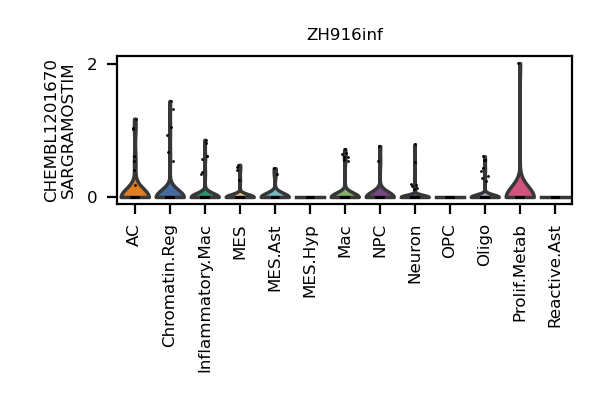 ZH916inf
CHEMBL1201670
SARGRAMOSTIM
2
0
AC
Chromatin.Reg
Inflammatory.Mac
MES
MES.Ast
MES.Hyp
Mac
NPC
Neuron
OPC
Oligo
Prolif.Metab
Reactive.Ast